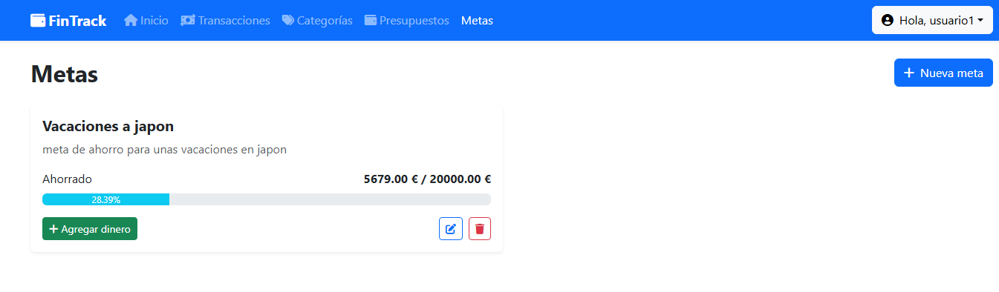 FinTrack Inicio Transacciones Categorías Presupuestos Metas Hola, usuario1
Metas
Nueva meta
Vacaciones a japon
meta de ahorro para unas vacaciones en japon
Ahorrado 5679.00 € / 20000.00 €
28.39%
Agregar dinero